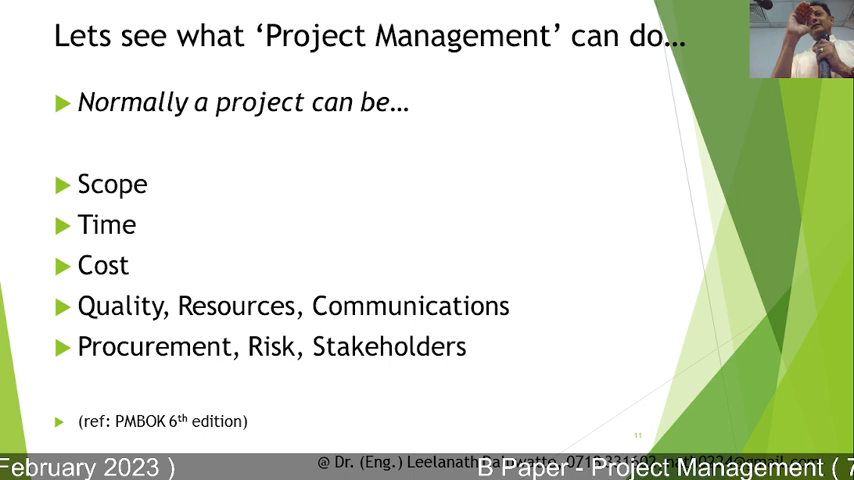 Lets see what ‘Project Management’ can do…
Normally a project can be…
Scope
Time
Cost
Quality, Resources, Communications
Procurement, Risk, Stakeholders
(ref: PMBOK 6th edition)
11
@ Dr. (Eng.) Leelanath
February 2023 )
B Paper - Project Management ( 7